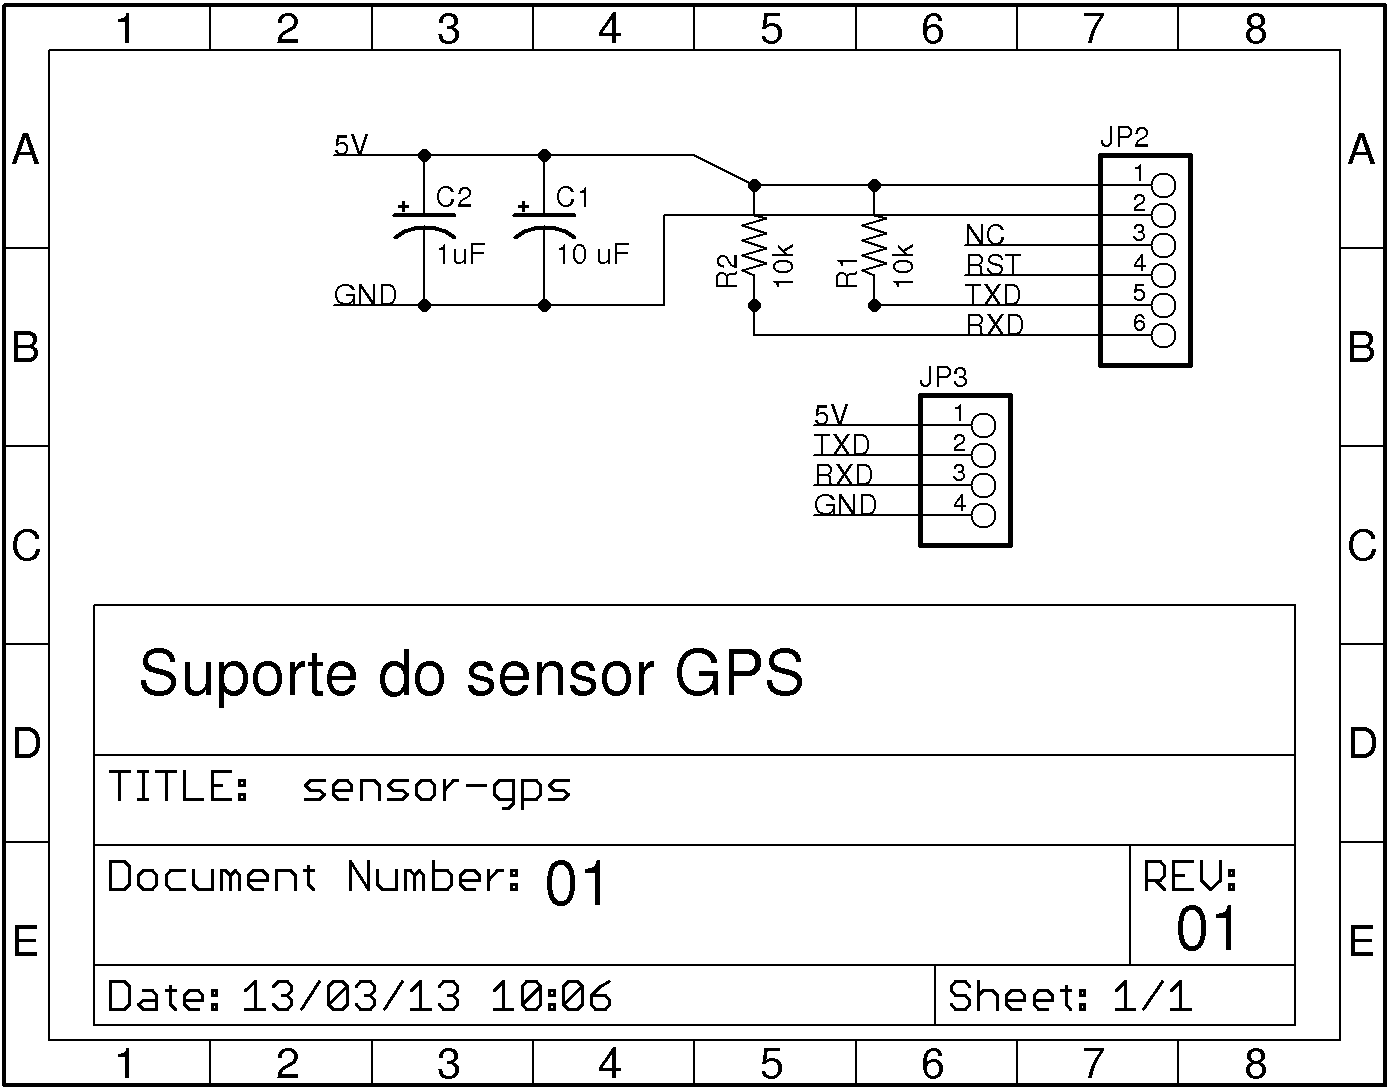 1 2 3 4 5 6 7 8
A A
JP2
5V
1
C2 C1
+ +
2
NC 3
1uF 10 uF R2 10k R1 10k
RST 4
GND TXD 5
RXD 6
B B
JP3
5V 1
TXD 2
RXD 3
GND 4
C C
Suporte do sensor GPS
D D
TITLE: sensor-gps
Document Number: 01
REV:
01
E E
Date: 13/03/13 10:06
Sheet: 1/1
1 2 3 4 5 6 7 8